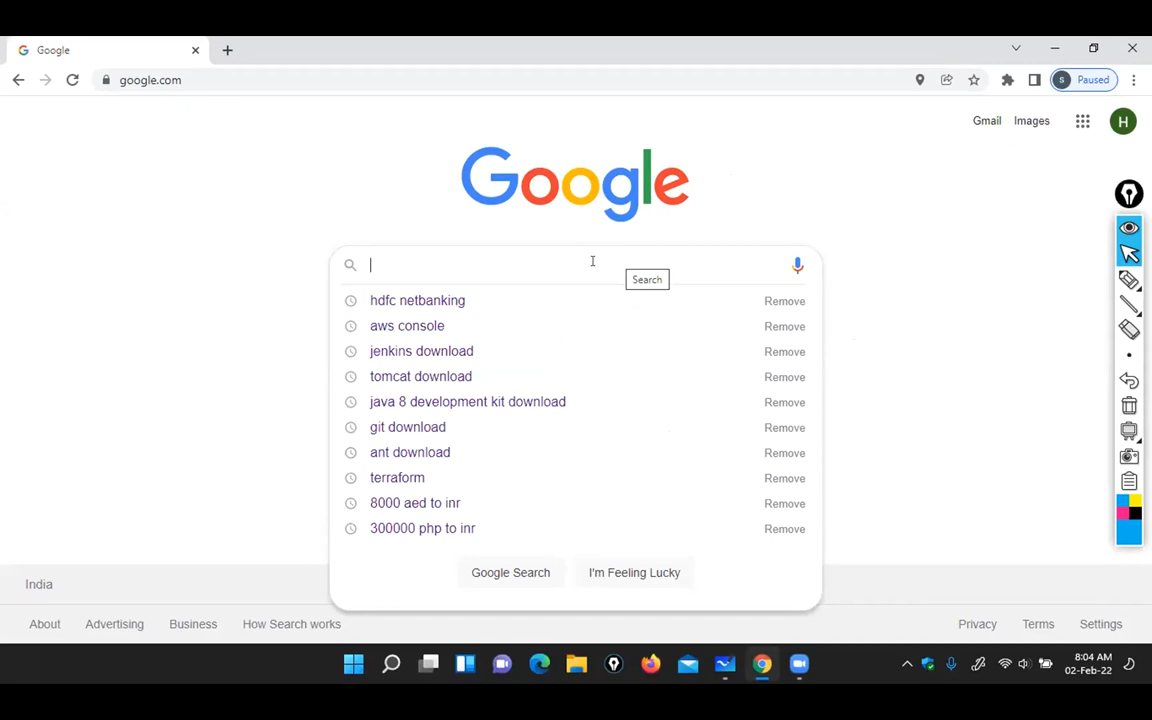 Google
google.com
S Paused
Gmail Images H
Google
Search
hdfc netbanking Remove
aws console Remove
jenkins download Remove
tomcat download Remove
java 8 development kit download Remove
git download Remove
ant download Remove
terraform Remove
8000 aed to inr Remove
300000 php to inr Remove
Google Search I'm Feeling Lucky
India
About Advertising Business How Search works Privacy Terms Settings
8:04 AM
02-Feb-22